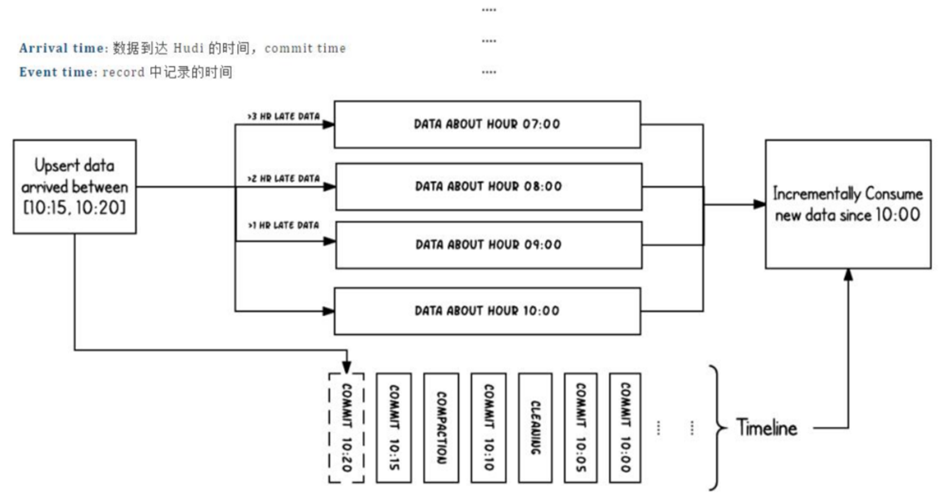 ....
....
Arrival time: 数据到达 Hudi 的时间，commit time
Event time: record 中记录的时间
....
Upsert data
arrived between
[10:15, 10:20]
>3 HR LATE DATA
DATA ABOUT HOUR 07:00
>2 HR LATE DATA
DATA ABOUT HOUR 08:00
>1 HR LATE DATA
DATA ABOUT HOUR 09:00
DATA ABOUT HOUR 10:00
Incrementally Consume
new data since 10:00
COMMIT 10:20
COMMIT 10:15
COMPACTION
COMMIT 10:10
CLEANING
COMMIT 10:05
COMMIT 10:00
....
....
Timeline